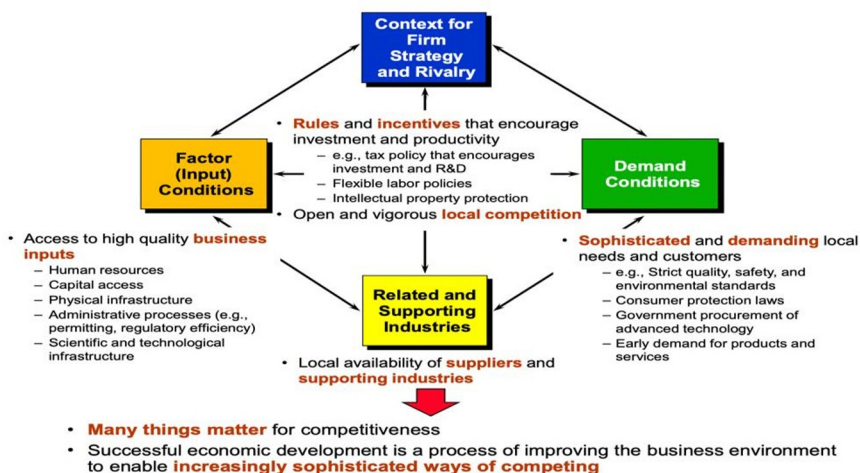 Context for
Firm
Strategy
and Rivalry
• Rules and incentives that encourage
investment and productivity
– e.g., tax policy that encourages
investment and R&D
– Flexible labor policies
– Intellectual property protection
• Open and vigorous local competition
Factor
(Input)
Conditions
Demand
Conditions
• Access to high quality business
inputs
– Human resources
– Capital access
– Physical infrastructure
– Administrative processes (e.g.,
permitting, regulatory efficiency)
– Scientific and technological
infrastructure
• Sophisticated and demanding local
needs and customers
– e.g., Strict quality, safety, and
environmental standards
– Consumer protection laws
– Government procurement of
advanced technology
– Early demand for products and
services
Related and
Supporting
Industries
• Local availability of suppliers and
supporting industries
• Many things matter for competitiveness
• Successful economic development is a process of improving the business environment
to enable increasingly sophisticated ways of competing